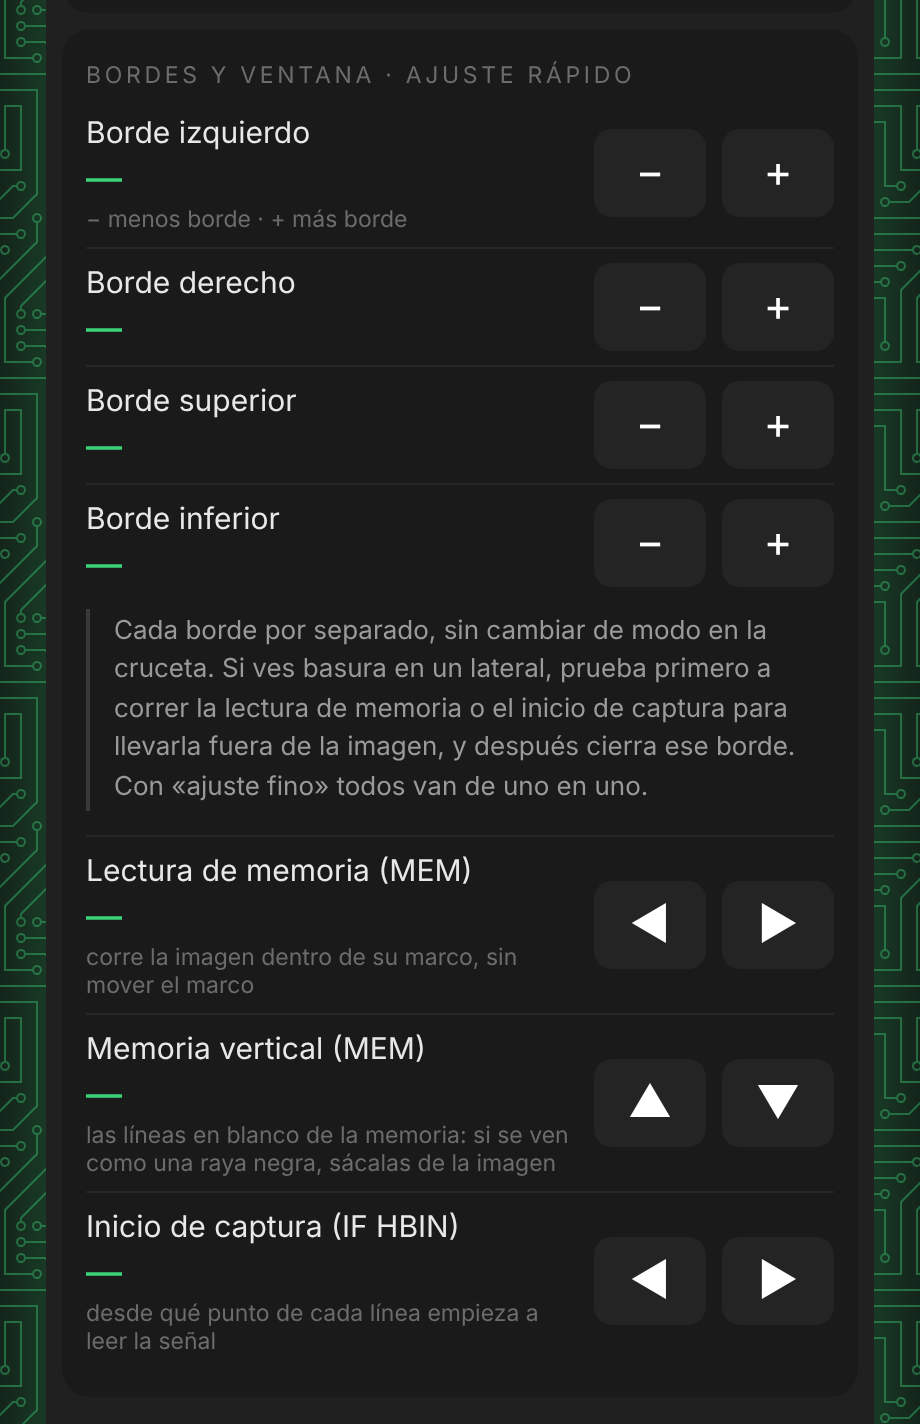 BORDES Y VENTANA · AJUSTE RÁPIDO
Borde izquierdo
—
− menos borde · + más borde
− +
Borde derecho
—
− +
Borde superior
—
− +
Borde inferior
—
− +
Cada borde por separado, sin cambiar de modo en la
cruceta. Si ves basura en un lateral, prueba primero a
correr la lectura de memoria o el inicio de captura para
llevarla fuera de la imagen, y después cierra ese borde.
Con «ajuste fino» todos van de uno en uno.
Lectura de memoria (MEM)
—
corre la imagen dentro de su marco, sin
mover el marco
◀ ▶
Memoria vertical (MEM)
—
las líneas en blanco de la memoria: si se ven
como una raya negra, sácalas de la imagen
▲ ▼
Inicio de captura (IF HBIN)
—
desde qué punto de cada línea empieza a
leer la señal
◀ ▶